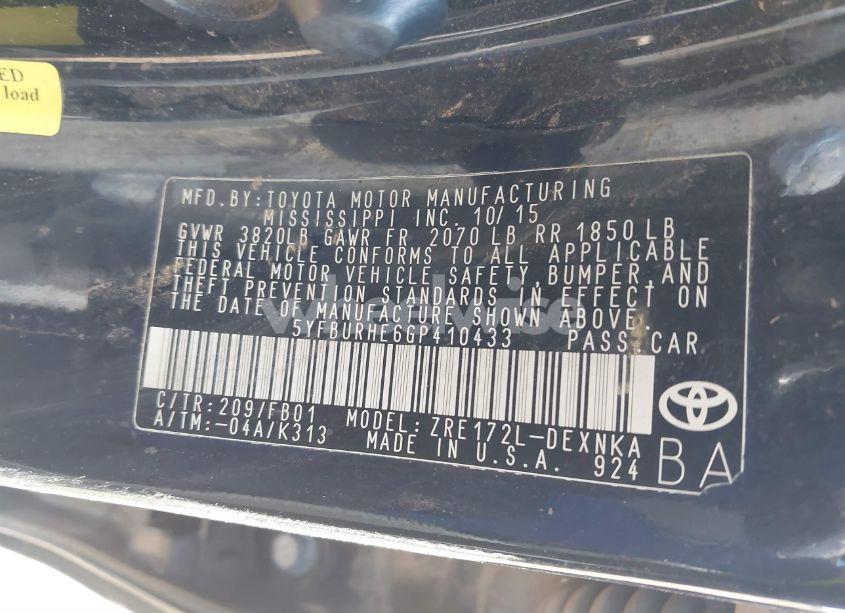 ED
load
MFD.BY:TOYOTA MOTOR MANUFACTURING
MISSISSIPPI INC. 10/15
GVWR 3820LB GAWR FR 2070 LB RR 1850 LB
THIS VEHICLE CONFORMS TO ALL APPLICABLE
FEDERAL MOTOR VEHICLE SAFETY, BUMPER, AND
THEFT PREVENTION STANDARDS IN EFFECT ON
THE DATE OF MANUFACTURE SHOWN ABOVE.
5YFBURHE6GP410433 PASS.CAR
C/TR:209/FB01 MODEL:ZRE172L-DEXNKA
A/TM:-04A/K313 MADE IN U.S.A. 924
BA